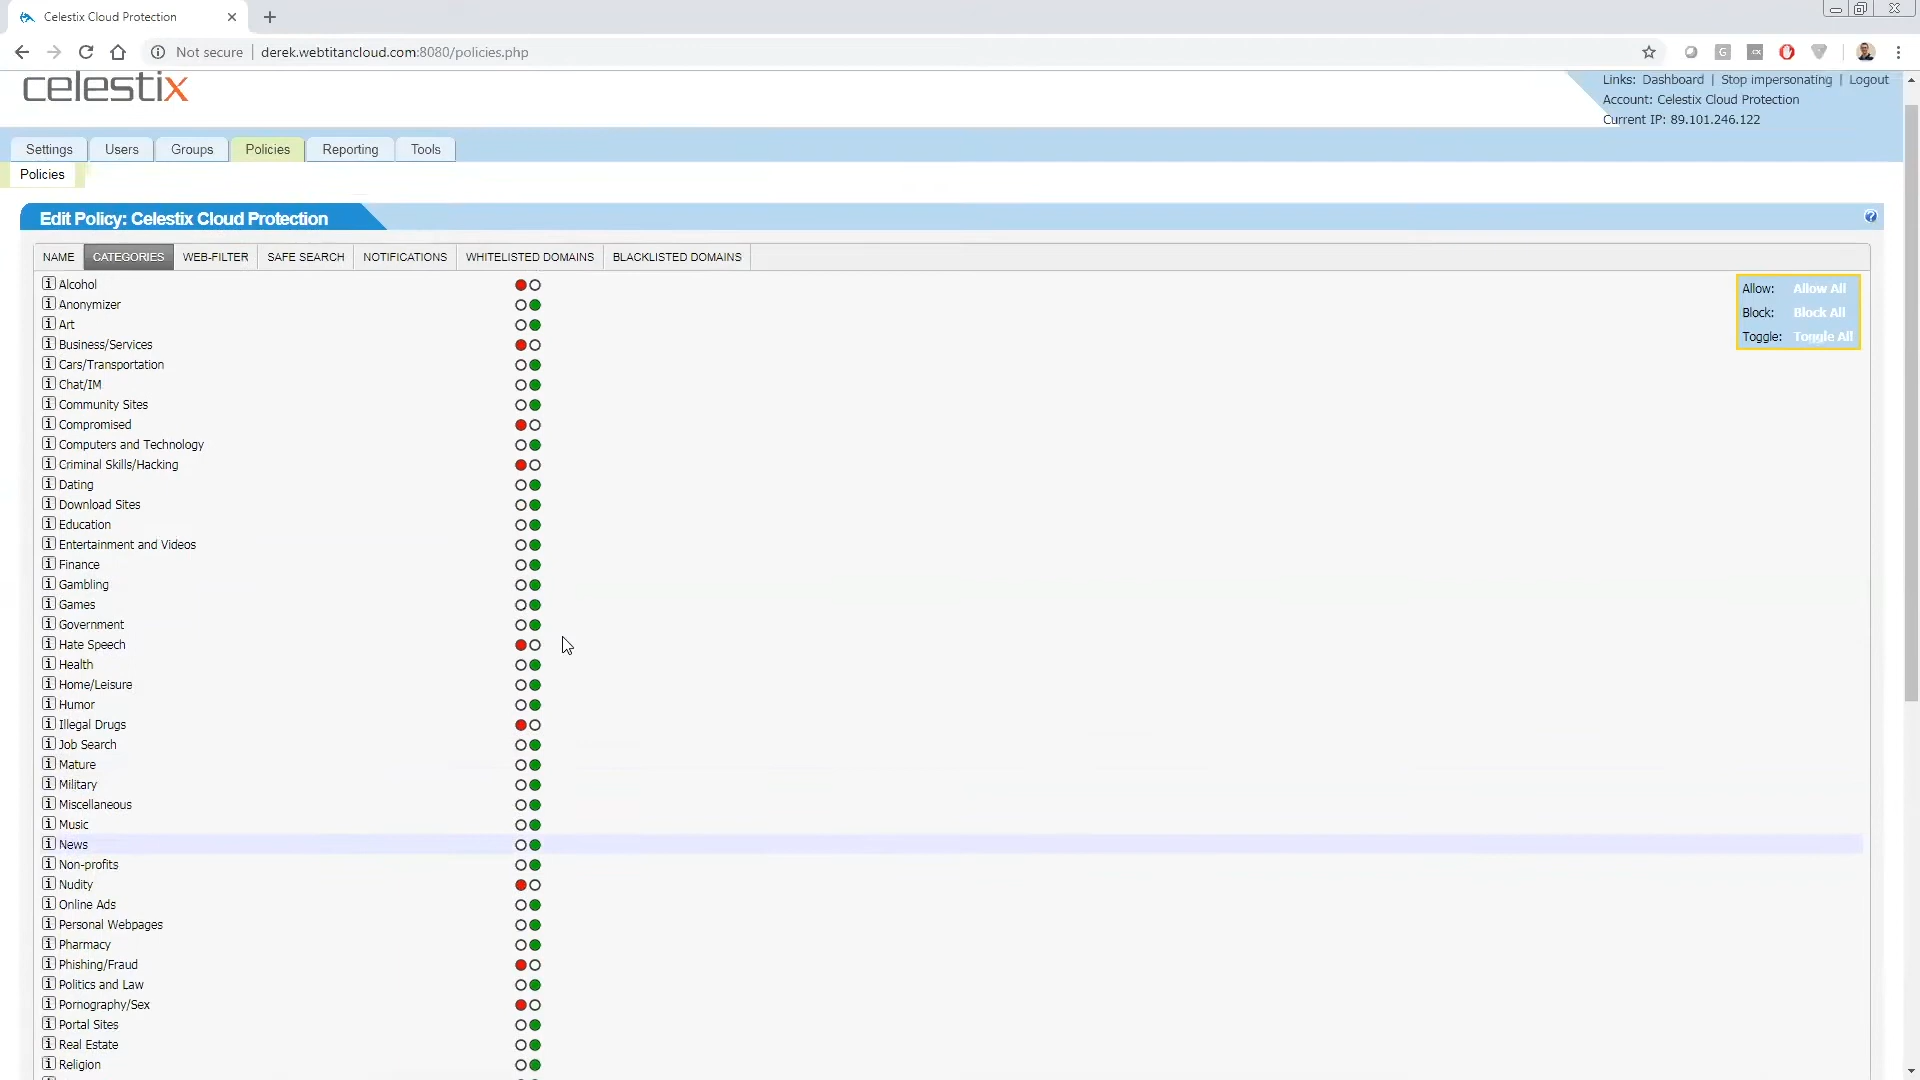 Celestix Cloud Protection
Not secure | derek.webtitancloud.com:8080/policies.php
celestix
Links: Dashboard | Stop impersonating | Logout
Account: Celestix Cloud Protection
Current IP: 89.101.246.122
Settings Users Groups Policies Reporting Tools
Policies
Edit Policy: Celestix Cloud Protection
NAME CATEGORIES WEB-FILTER SAFE SEARCH NOTIFICATIONS WHITELISTED DOMAINS BLACKLISTED DOMAINS
Allow: Allow All
Block: Block All
Toggle: Toggle All
Alcohol
Anonymizer
Art
Business/Services
Cars/Transportation
Chat/IM
Community Sites
Compromised
Computers and Technology
Criminal Skills/Hacking
Dating
Download Sites
Education
Entertainment and Videos
Finance
Gambling
Games
Government
Hate Speech
Health
Home/Leisure
Humor
Illegal Drugs
Job Search
Mature
Military
Miscellaneous
Music
News
Non-profits
Nudity
Online Ads
Personal Webpages
Pharmacy
Phishing/Fraud
Politics and Law
Pornography/Sex
Portal Sites
Real Estate
Religion